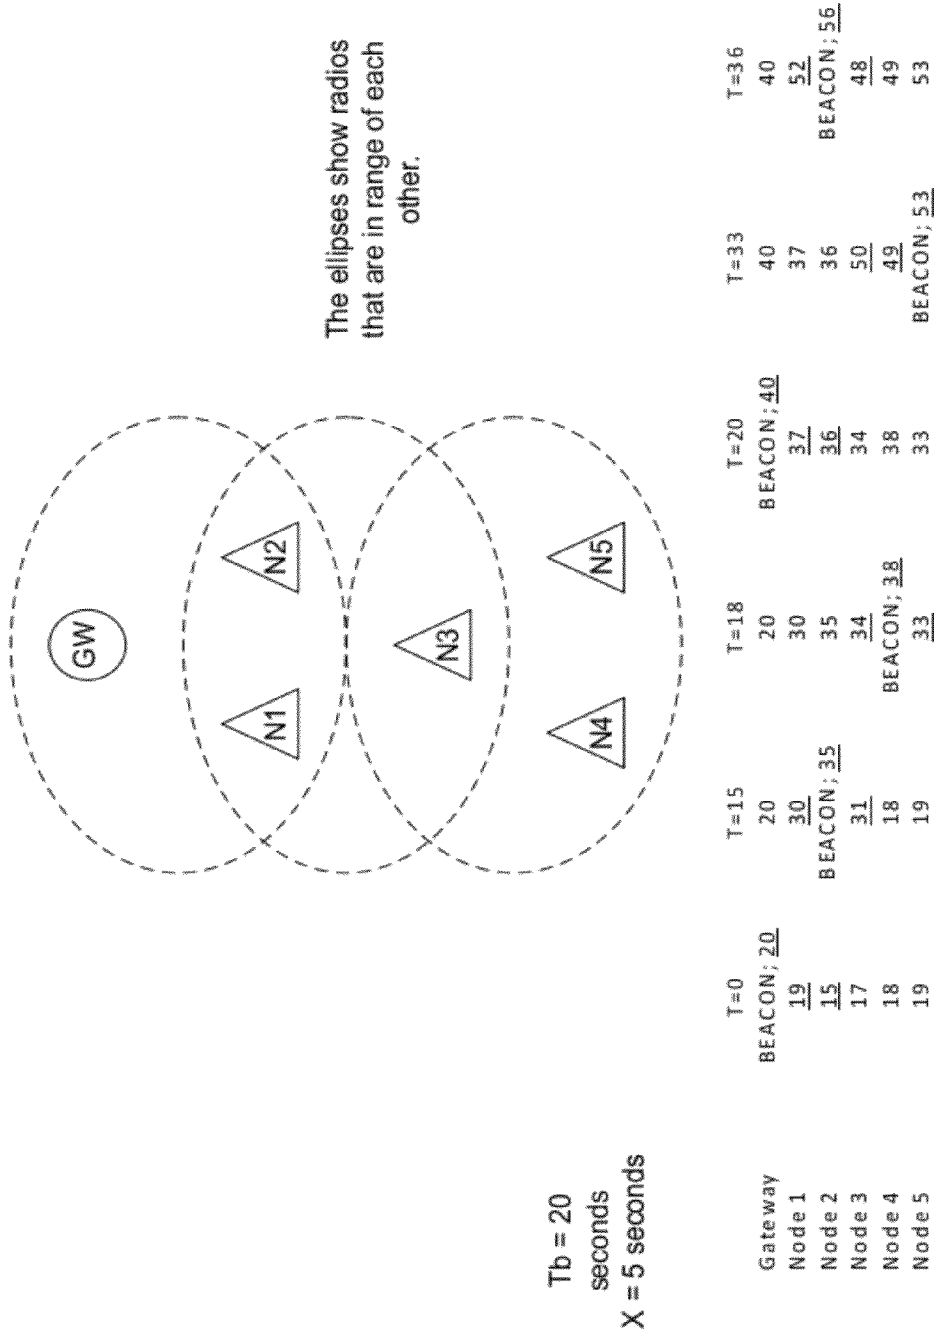 GW
N1
N2
N3
N4
N5
The ellipses show radios
that are in range of each
other.
Tb = 20
seconds
X = 5 seconds
T=0 T=15 T=18 T=20 T=33 T=36
Gateway BEACON; 20 20 20 BEACON; 40 40 40
Node 1 19 30 30 37 37 52
Node 2 15 BEACON; 35 35 36 36 BEACON; 56
Node 3 17 31 34 34 50 48
Node 4 18 18 BEACON; 38 38 49 49
Node 5 19 19 33 33 BEACON; 53 53